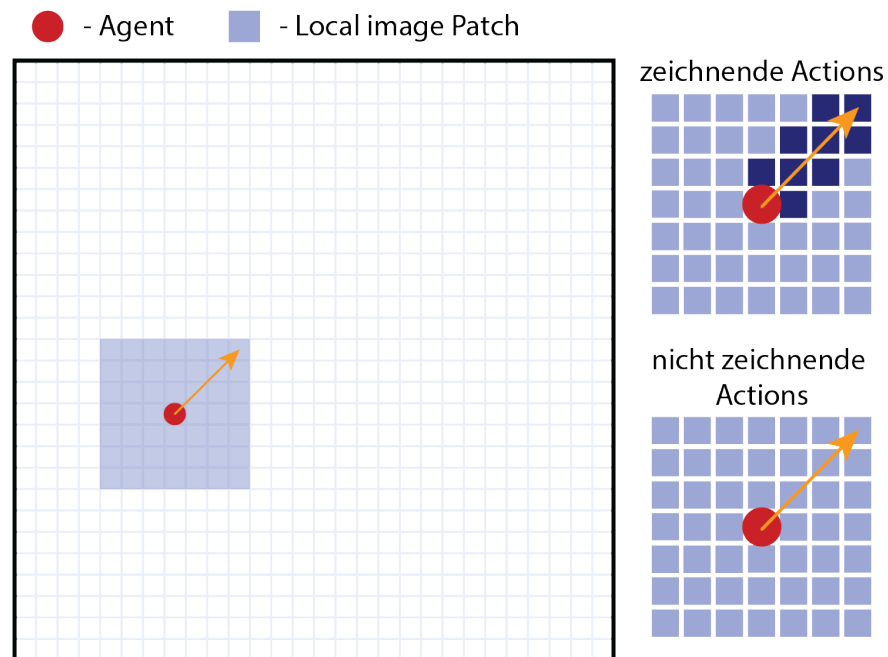 - Agent
- Local image Patch
zeichnende Actions
nicht zeichnende
Actions